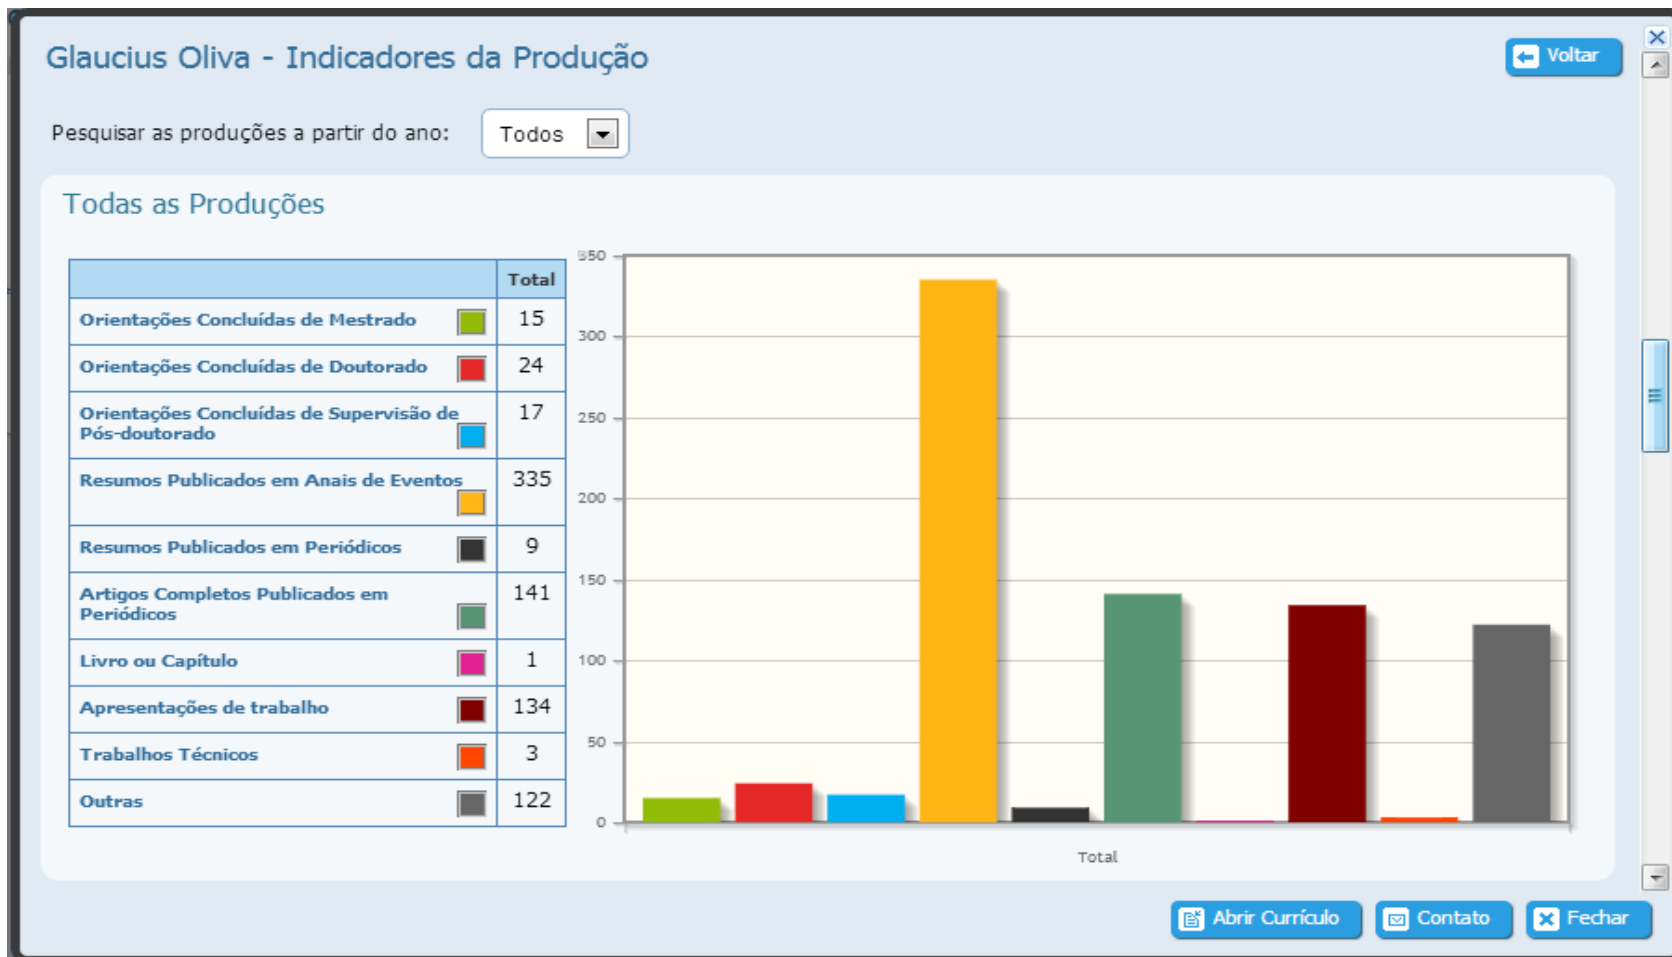 Glaucius Oliva - Indicadores da Produção
Voltar
Pesquisar as produções a partir do ano:
Todos
Todas as Produções
Total
Orientações Concluídas de Mestrado 15
Orientações Concluídas de Doutorado 24
Orientações Concluídas de Supervisão de 17
Pós-doutorado
Resumos Publicados em Anais de Eventos 335
Resumos Publicados em Periódicos 9
Artigos Completos Publicados em 141
Periódicos
Livro ou Capítulo 1
Apresentações de trabalho 134
Trabalhos Técnicos 3
Outras 122
350
300
250
200
150
100
50
0
Total
Abrir Currículo
Contato
Fechar